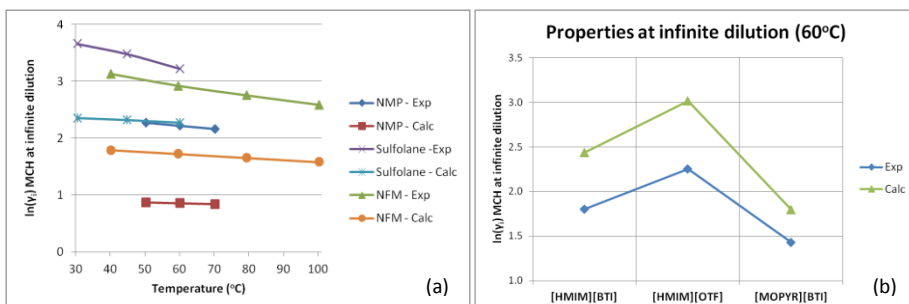 4
3
2
1
0
30 40 50 60 70 80 90 100
ln(γᵢ) MCH at infinite dilution
Temperature (°C)
NMP - Exp
NMP - Calc
Sulfolane -Exp
Sulfolane - Calc
NFM - Exp
NFM - Calc
(a)
Properties at infinite dilution (60°C)
3.5
3.0
2.5
2.0
1.5
1.0
ln(γᵢ) MCH at infinite dilution
[HMIM][BTI] [HMIM][OTF] [MOPYR][BTI]
Exp
Calc
(b)